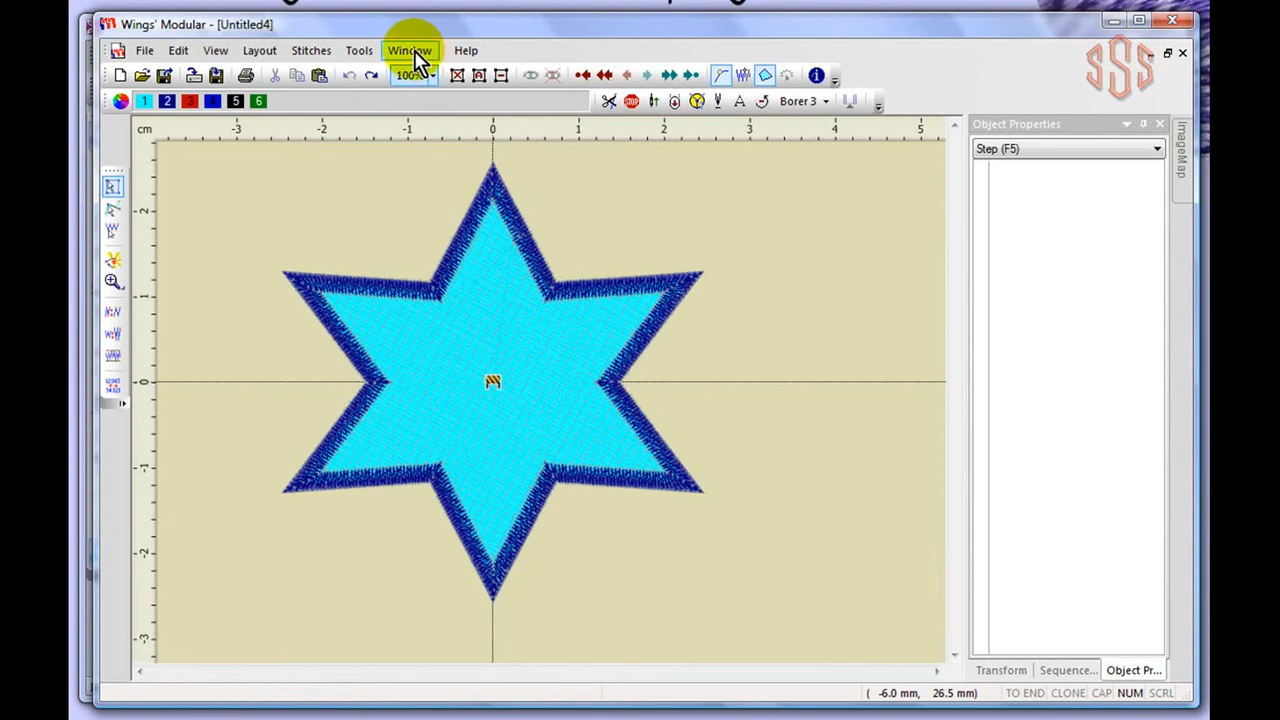 Wings' Modular - [Untitled4]
File Edit View Layout Stitches Tools Window Help
100%
1 2 3 4 5 6 STOP Borer 3
cm -3 -2 -1 0 1 2 3 4 5
Object Properties
Step (F5)
ImageMap
2
1
0
-1
-2
-3
SSS
Transform Sequence... Object Pr...
( -6.0 mm, 26.5 mm) TO END CLONE CAP NUM SCRL